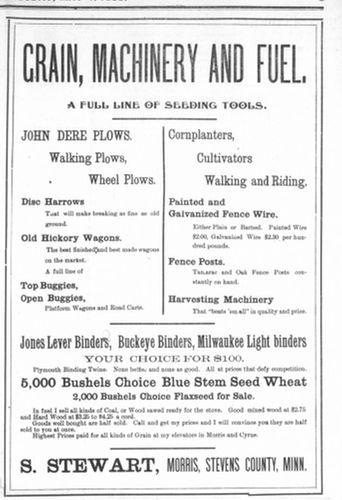 GRAIN, MACHINERY AND FUEL.
A FULL LINE OF SEEDING TOOLS.
JOHN DERE PLOWS.
Walking Plows,
Wheel Plows.
Disc Harrows
That will make breaking as fine as old
ground.
Old Hickory Wagons.
The best finished and best made wagons
on the market.
A full line of
Top Buggies,
Open Buggies,
Platform Wagons and Road Carts.
Cornplanters,
Cultivators
Walking and Riding.
Painted and
Galvanized Fence Wire.
Either Plain or Barbed. Painted Wire
$2.00, Galvanized Wire $2.30 per hun-
dred pounds.
Fence Posts.
Tamarac and Oak Fence Posts con-
stantly on hand.
Harvesting Machinery
That "beats 'em all" in quality and price.
Jones Lever Binders, Buckeye Binders, Milwaukee Light binders
YOUR CHOICE FOR $100.
Plymouth Binding Twine. None better, and none as good. All at prices that defy competition.
5,000 Bushels Choice Blue Stem Seed Wheat
2,000 Bushels Choice Flaxseed for Sale.
In fuel I sell all kinds of Coal, or Wood sawed ready for the stove. Good mixed wood at $2.75
and Hard Wood at $3.25 to $4.25 a cord.
Goods well bought are half sold. Call and get my prices and I will convince you they are half
sold to you at once.
Highest Prices paid for all kinds of Grain at my elevators in Morris and Cyrus.
S. STEWART, MORRIS, STEVENS COUNTY, MINN.